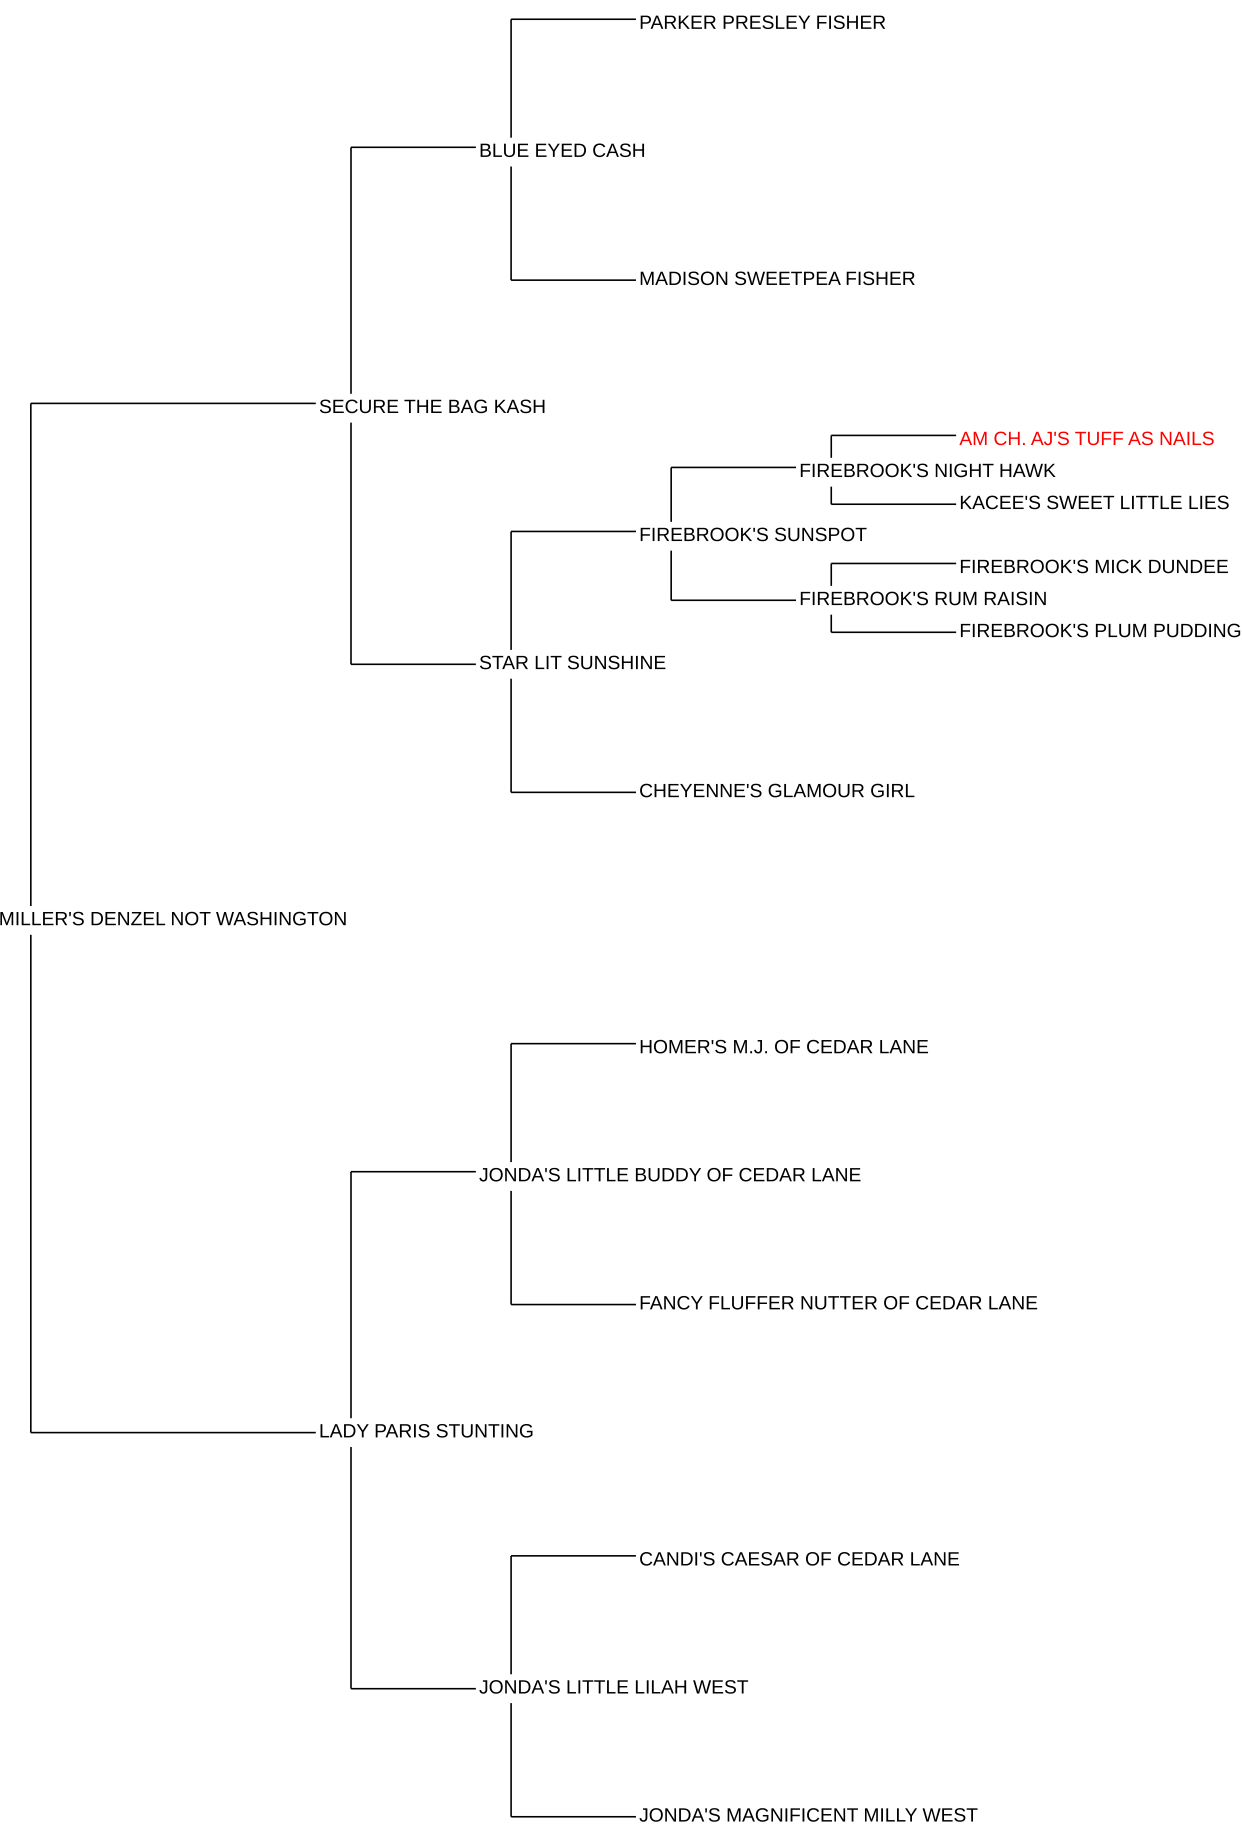 PARKER PRESLEY FISHER
BLUE EYED CASH
MADISON SWEETPEA FISHER
SECURE THE BAG KASH
AM CH. AJ'S TUFF AS NAILS
FIREBROOK'S NIGHT HAWK
KACEE'S SWEET LITTLE LIES
FIREBROOK'S SUNSPOT
FIREBROOK'S MICK DUNDEE
FIREBROOK'S RUM RAISIN
FIREBROOK'S PLUM PUDDING
STAR LIT SUNSHINE
CHEYENNE'S GLAMOUR GIRL
MILLER'S DENZEL NOT WASHINGTON
HOMER'S M.J. OF CEDAR LANE
JONDA'S LITTLE BUDDY OF CEDAR LANE
FANCY FLUFFER NUTTER OF CEDAR LANE
LADY PARIS STUNTING
CANDI'S CAESAR OF CEDAR LANE
JONDA'S LITTLE LILAH WEST
JONDA'S MAGNIFICENT MILLY WEST